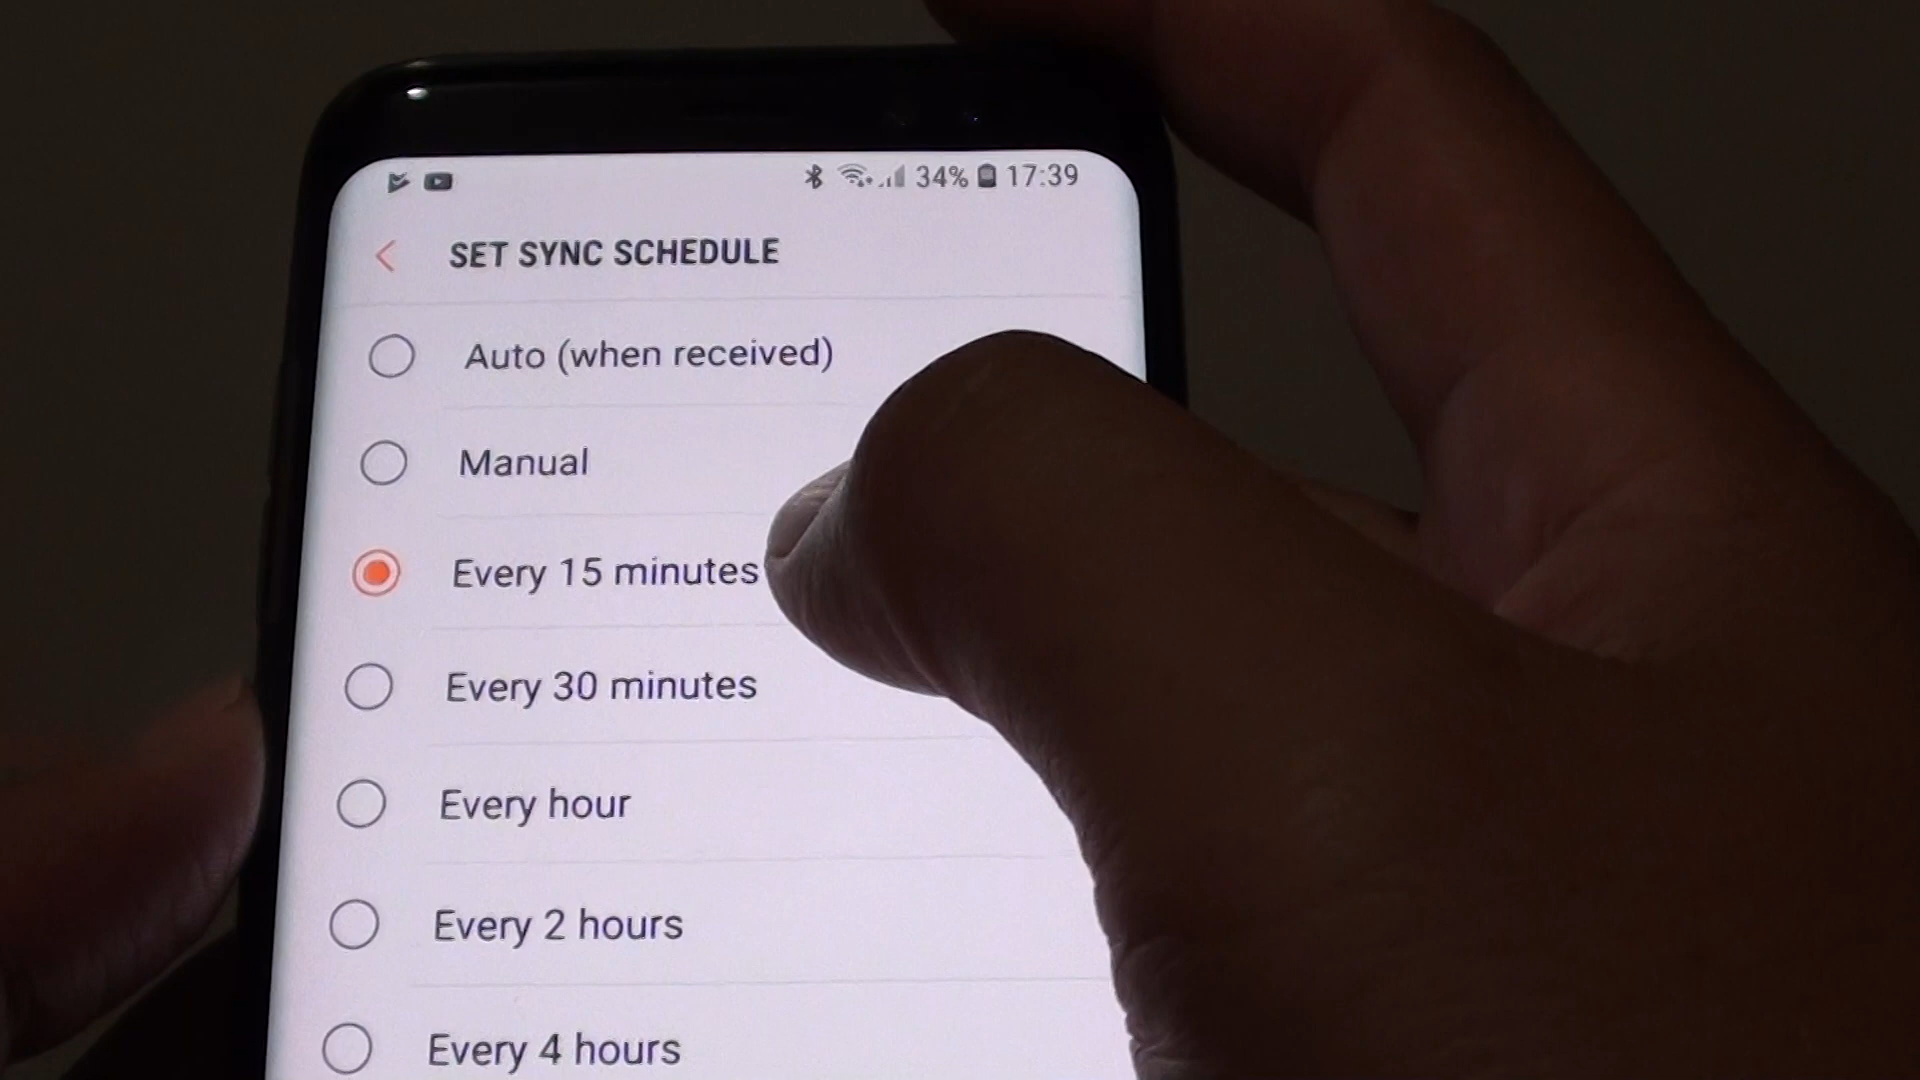 34% 17:39
SET SYNC SCHEDULE
Auto (when received)
Manual
Every 15 minutes
Every 30 minutes
Every hour
Every 2 hours
Every 4 hours